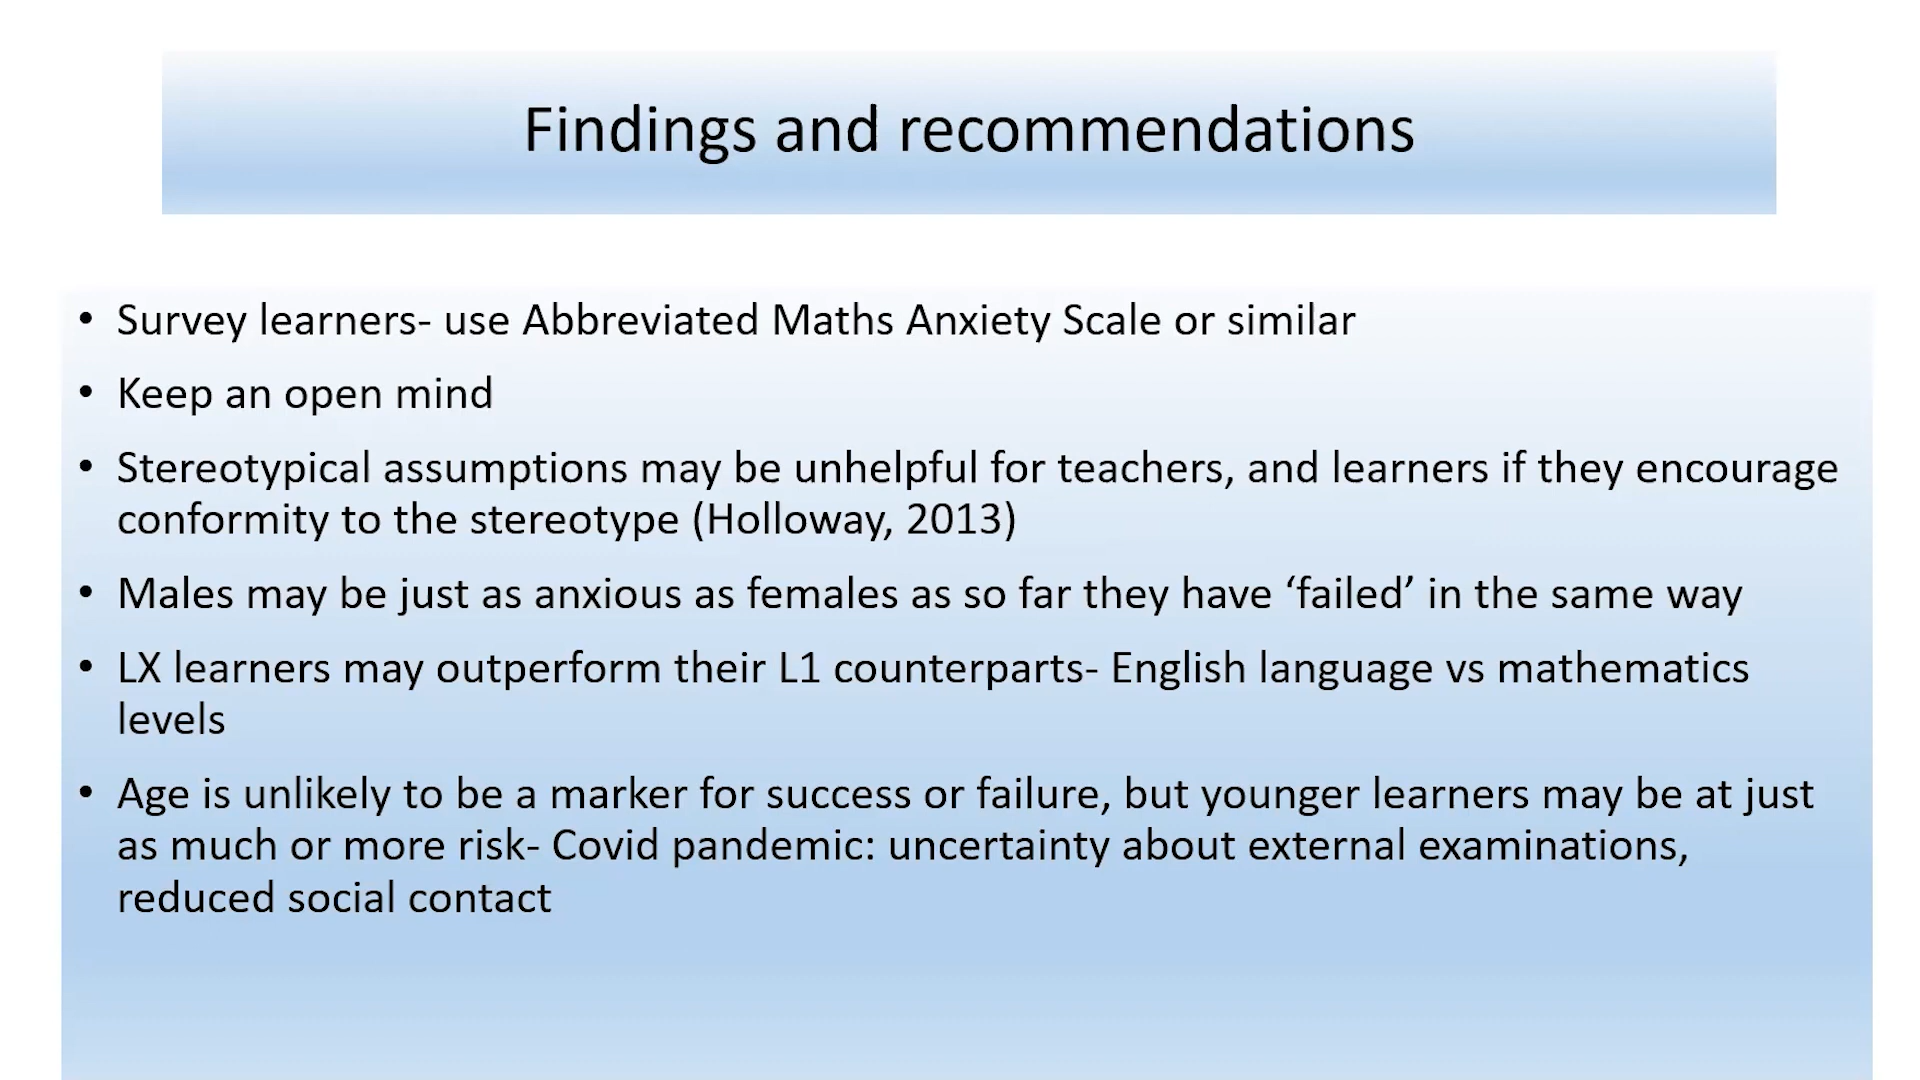 Findings and recommendations
• Survey learners- use Abbreviated Maths Anxiety Scale or similar
• Keep an open mind
• Stereotypical assumptions may be unhelpful for teachers, and learners if they encourage
conformity to the stereotype (Holloway, 2013)
• Males may be just as anxious as females as so far they have ‘failed’ in the same way
• LX learners may outperform their L1 counterparts- English language vs mathematics
levels
• Age is unlikely to be a marker for success or failure, but younger learners may be at just
as much or more risk- Covid pandemic: uncertainty about external examinations,
reduced social contact